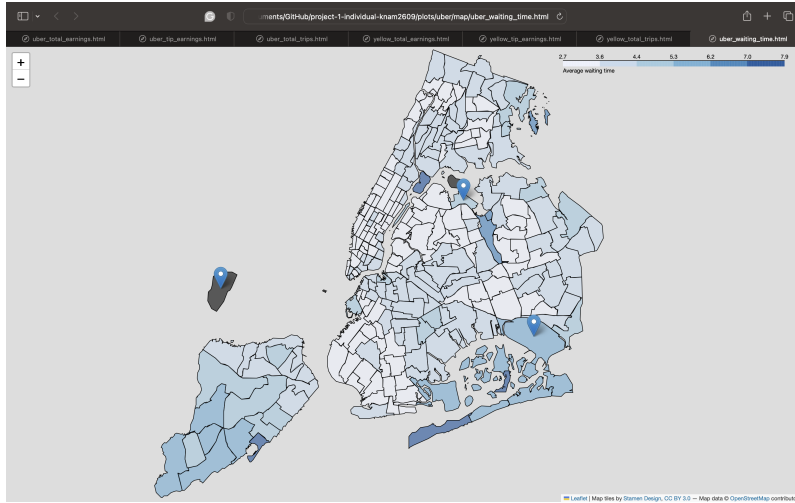 uments/GitHub/project-1-individual-knam2609/plots/uber/map/uber_waiting_time.html
uber_total_earnings.html
uber_tip_earnings.html
uber_total_trips.html
yellow_total_earnings.html
yellow_tip_earnings.html
yellow_total_trips.html
uber_waiting_time.html
+
−
2.7 3.6 4.4 5.3 6.2 7.0 7.9
Average waiting time
Leaflet | Map tiles by Stamen Design, CC BY 3.0 — Map data © OpenStreetMap contributo